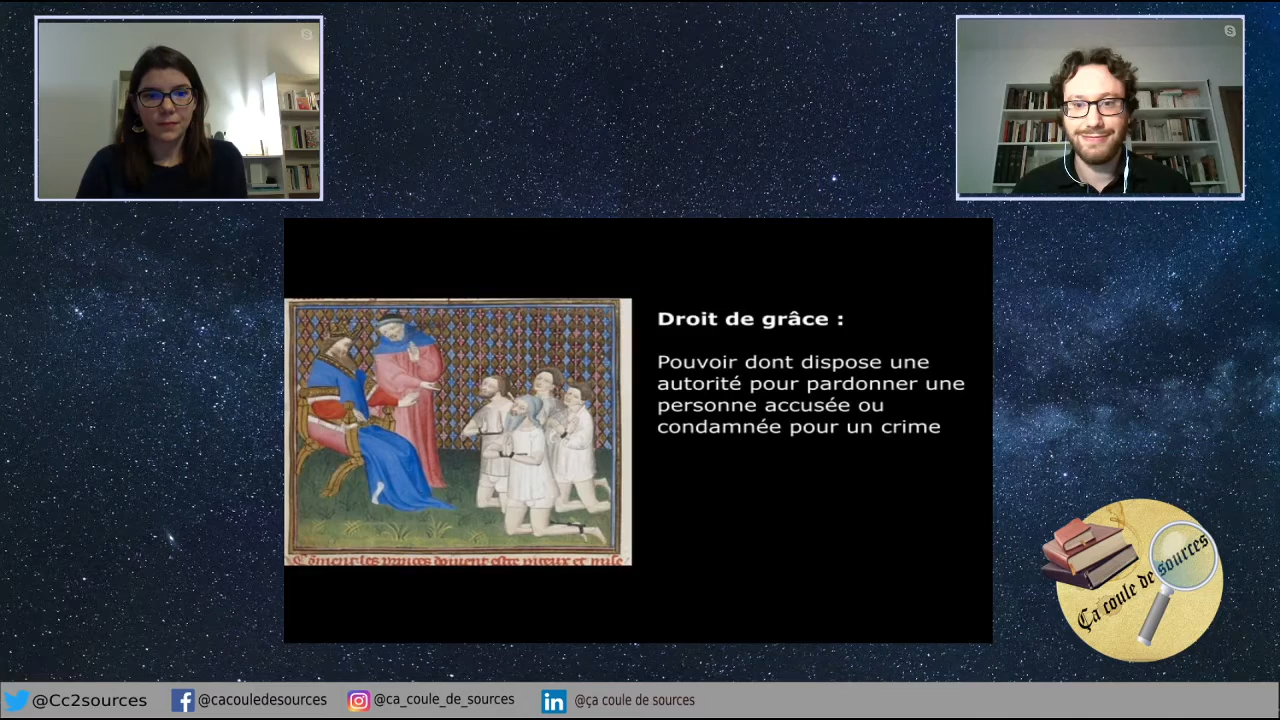 Droit de grâce :
Pouvoir dont dispose une
autorité pour pardonner une
personne accusée ou
condamnée pour un crime
Ça coule de sources
@Cc2sources
@cacouledesources
@ca_coule_de_sources
in @ça coule de sources